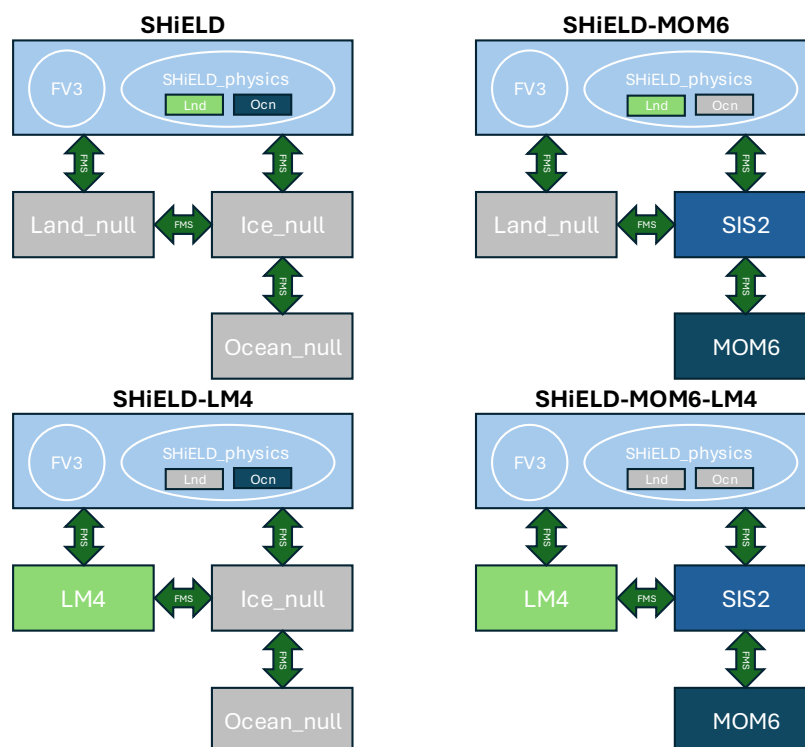 SHiELD
FV3
SHiELD_physics
Lnd
Ocn
FMS
FMS
Land_null
FMS
Ice_null
FMS
Ocean_null
SHiELD-MOM6
FV3
SHiELD_physics
Lnd
Ocn
FMS
FMS
Land_null
FMS
SIS2
FMS
MOM6
SHiELD-LM4
FV3
SHiELD_physics
Lnd
Ocn
FMS
FMS
LM4
FMS
Ice_null
FMS
Ocean_null
SHiELD-MOM6-LM4
FV3
SHiELD_physics
Lnd
Ocn
FMS
FMS
LM4
FMS
SIS2
FMS
MOM6